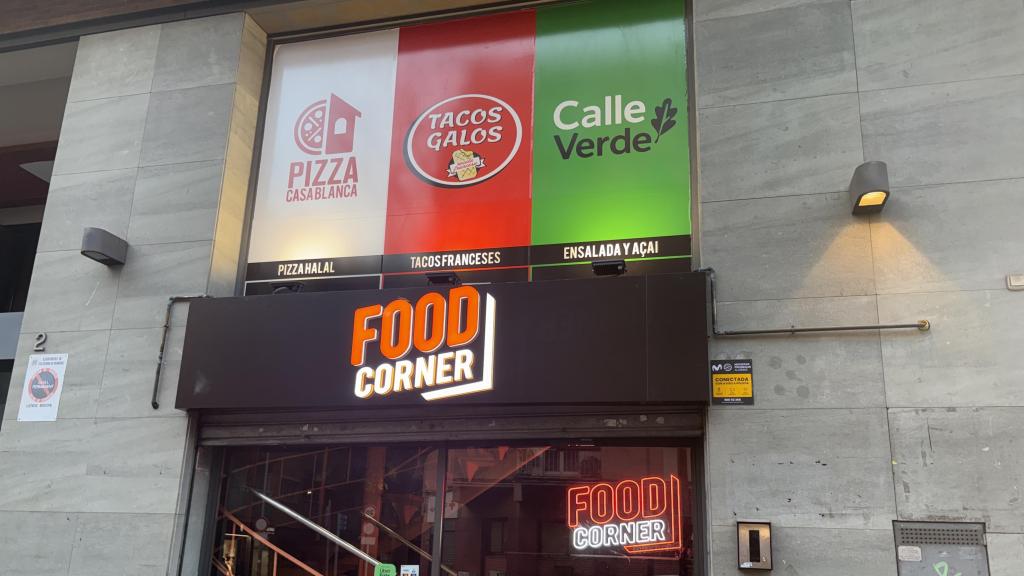 PIZZA
CASABLANCA
TACOS
GALOS
Calle
Verde
PIZZA HALAL
TACOS FRANCESES
ENSALADA Y AÇAI
FOOD
CORNER
2
CONECTADA
FOOD
CORNER